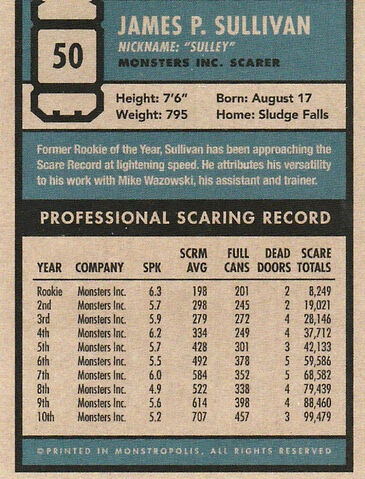 50
JAMES P. SULLIVAN
NICKNAME: "SULLEY"
MONSTERS INC. SCARER
Height: 7'6" Born: August 17
Weight: 795 Home: Sludge Falls
Former Rookie of the Year, Sullivan has been approaching the
Scare Record at lightening speed. He attributes his versatility
to his work with Mike Wazowski, his assistant and trainer.
PROFESSIONAL SCARING RECORD
SCRM FULL DEAD SCARE
YEAR COMPANY SPK AVG CANS DOORS TOTALS
Rookie Monsters Inc. 6.3 198 201 2 8,249
2nd Monsters Inc. 5.7 298 245 2 19,021
3rd Monsters Inc. 5.9 279 272 4 28,146
4th Monsters Inc. 6.2 334 249 4 37,712
5th Monsters Inc. 5.7 428 301 3 42,133
6th Monsters Inc. 5.5 492 378 5 59,586
7th Monsters Inc. 6.0 584 352 5 68,582
8th Monsters Inc. 4.9 522 338 4 79,439
9th Monsters Inc. 5.6 614 398 4 88,460
10th Monsters Inc. 5.2 707 457 3 99,479
©PRINTED IN MONSTROPOLIS, ALL RIGHTS RESERVED